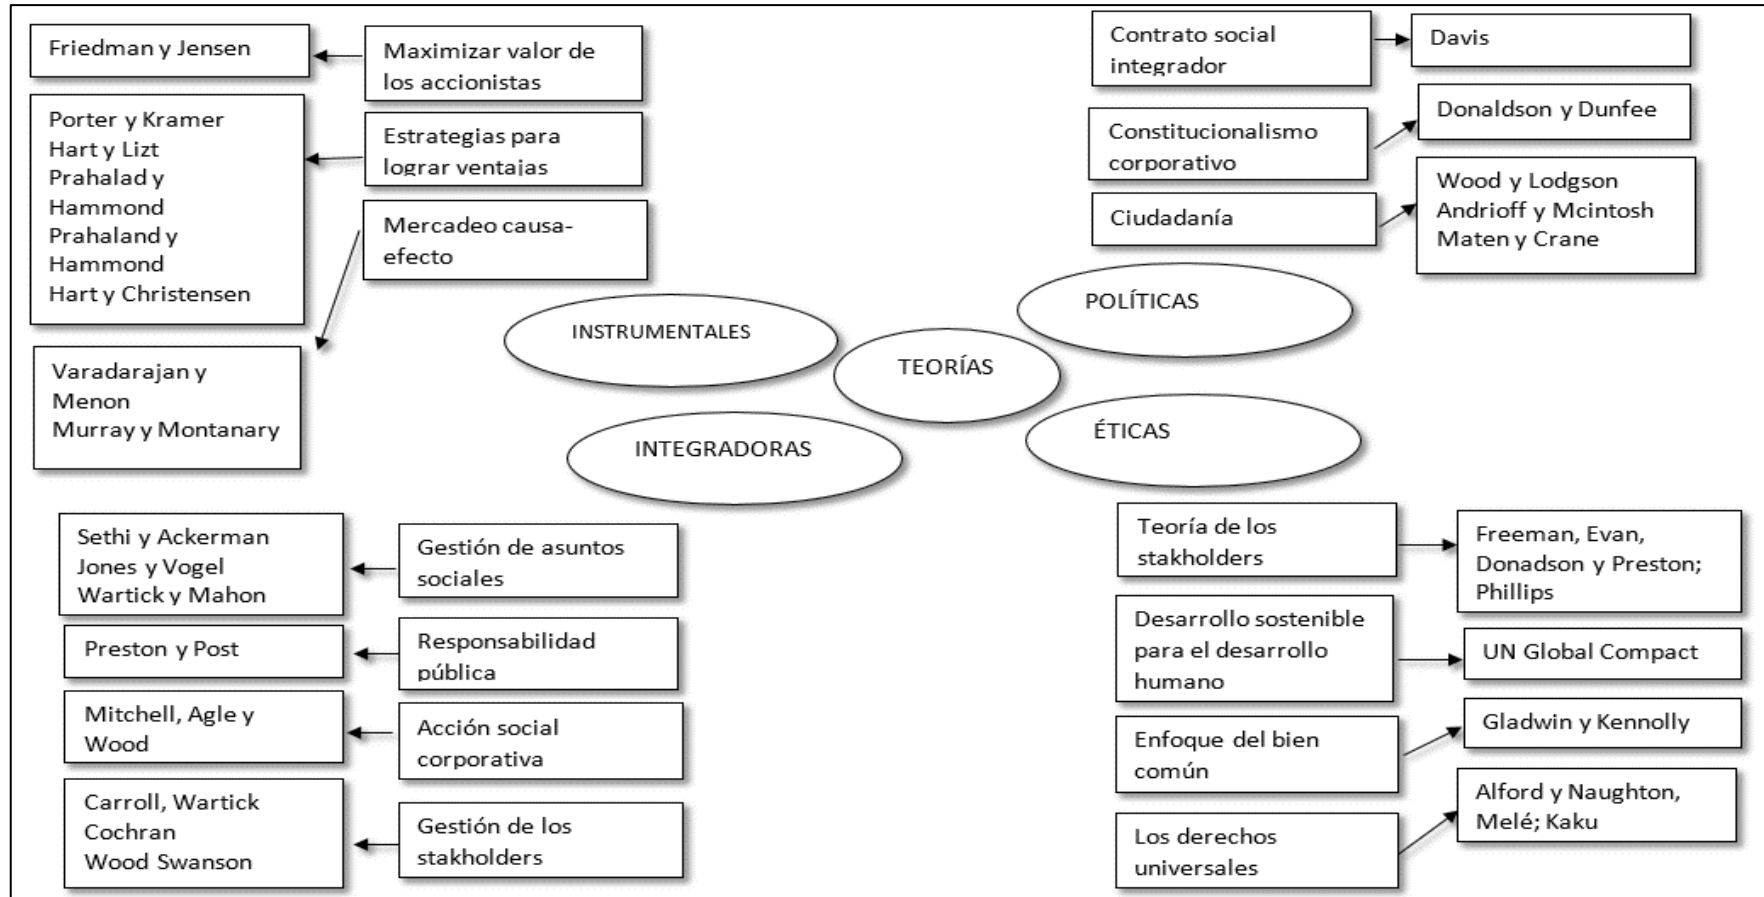 Friedman y Jensen
Maximizar valor de
los accionistas
Porter y Kramer
Hart y Lizt
Prahalad y
Hammond
Prahaland y
Hammond
Hart y Christensen
Estrategias para
lograr ventajas
Mercadeo causa-
efecto
Varadarajan y
Menon
Murray y Montanary
Contrato social
integrador
Davis
Constitucionalismo
corporativo
Donaldson y Dunfee
Ciudadanía
Wood y Lodgson
Andrioff y Mcintosh
Maten y Crane
INSTRUMENTALES
POLÍTICAS
TEORÍAS
INTEGRADORAS
ÉTICAS
Sethi y Ackerman
Jones y Vogel
Wartick y Mahon
Gestión de asuntos
sociales
Preston y Post
Responsabilidad
pública
Mitchell, Agle y
Wood
Acción social
corporativa
Carroll, Wartick
Cochran
Wood Swanson
Gestión de los
stakholders
Teoría de los
stakholders
Freeman, Evan,
Donadson y Preston;
Phillips
Desarrollo sostenible
para el desarrollo
humano
UN Global Compact
Enfoque del bien
común
Gladwin y Kennolly
Los derechos
universales
Alford y Naughton,
Melé; Kaku